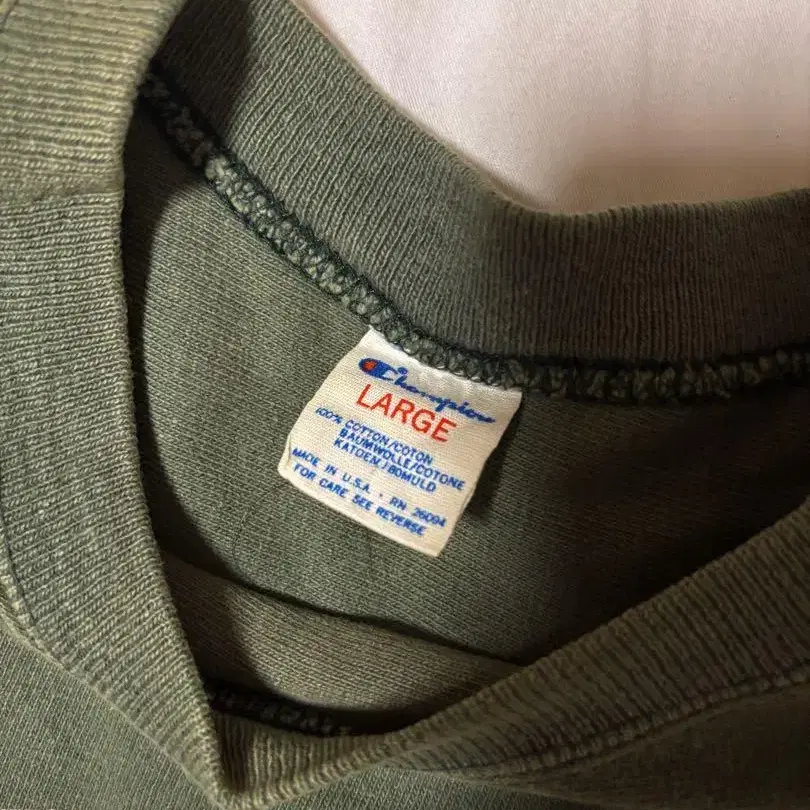 Champion
LARGE
100% COTTON/COTON
BAUMWOLLE/COTONE
KATOEN/BOMULD
MADE IN U.S.A. • RN 26094
FOR CARE SEE REVERSE